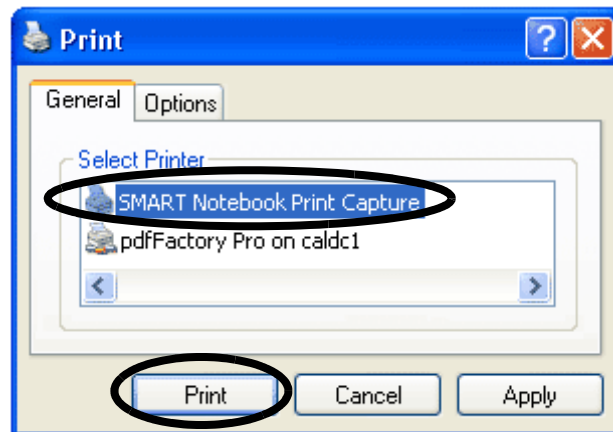 Print
General Options
Select Printer
SMART Notebook Print Capture
pdfFactory Pro on caldc1
Print Cancel Apply